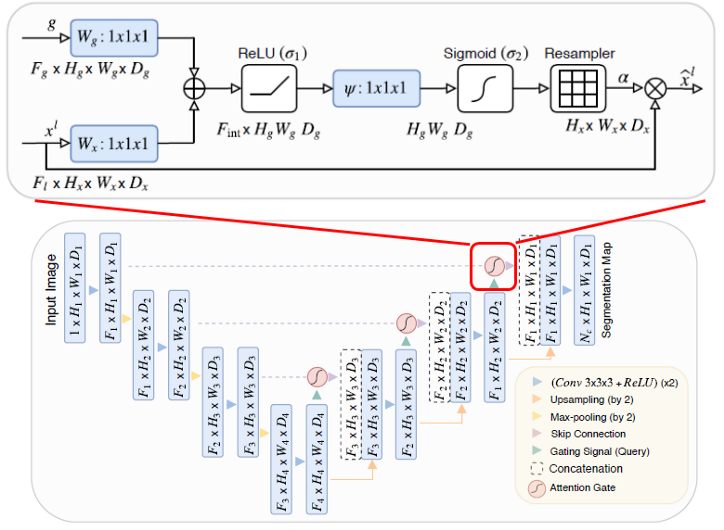 g
W_g : 1x1x1
F_g x H_g x W_g x D_g
x^l
W_x : 1x1x1
F_l x H_x x W_x x D_x
ReLU (σ_1)
F_int x H_g W_g D_g
ψ : 1x1x1
H_g W_g D_g
Sigmoid (σ_2)
Resampler
α
H_x x W_x x D_x
x̂^l
Input Image
1 x H_1 x W_1 x D_1
F_1 x H_1 x W_1 x D_1
F_1 x H_2 x W_2 x D_2
F_2 x H_2 x W_2 x D_2
F_2 x H_3 x W_3 x D_3
F_3 x H_3 x W_3 x D_3
F_3 x H_4 x W_4 x D_4
F_4 x H_4 x W_4 x D_4
F_3 x H_3 x W_3 x D_3
F_3 x H_3 x W_3 x D_3
F_2 x H_3 x W_3 x D_3
F_2 x H_2 x W_2 x D_2
F_2 x H_2 x W_2 x D_2
F_1 x H_2 x W_2 x D_2
F_1 x H_1 x W_1 x D_1
F_1 x H_1 x W_1 x D_1
N_c x H_1 x W_1 x D_1
Segmentation Map
(Conv 3x3x3 + ReLU) (x2)
Upsampling (by 2)
Max-pooling (by 2)
Skip Connection
Gating Signal (Query)
Concatenation
Attention Gate